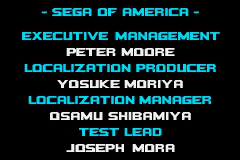 - SEGA OF AMERICA -
EXECUTIVE MANAGEMENT
PETER MOORE
LOCALIZATION PRODUCER
YOSUKE MORIYA
LOCALIZATION MANAGER
OSAMU SHIBAMIYA
TEST LEAD
JOSEPH MORA